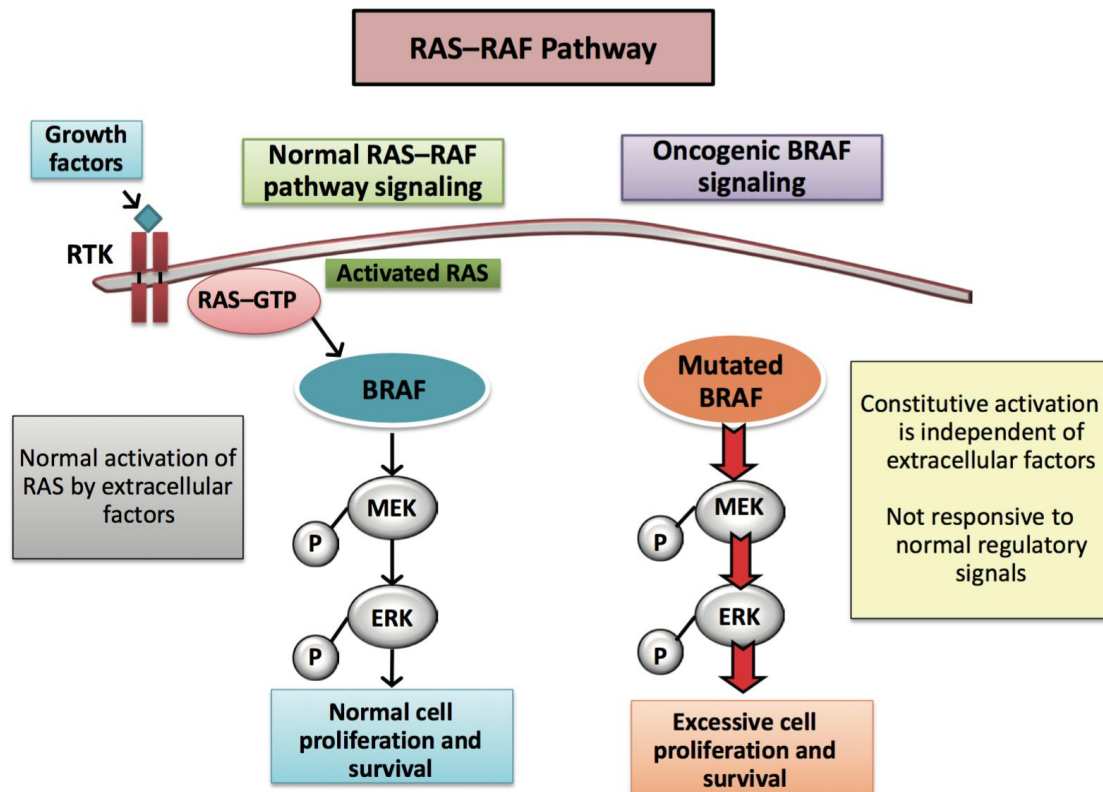 RAS–RAF Pathway
Growth
factors
Normal RAS–RAF
pathway signaling
Oncogenic BRAF
signaling
RTK
Activated RAS
RAS–GTP
BRAF
Mutated
BRAF
Normal activation of
RAS by extracellular
factors
Constitutive activation
is independent of
extracellular factors
Not responsive to
normal regulatory
signals
MEK
P
MEK
P
ERK
P
ERK
P
Normal cell
proliferation and
survival
Excessive cell
proliferation and
survival